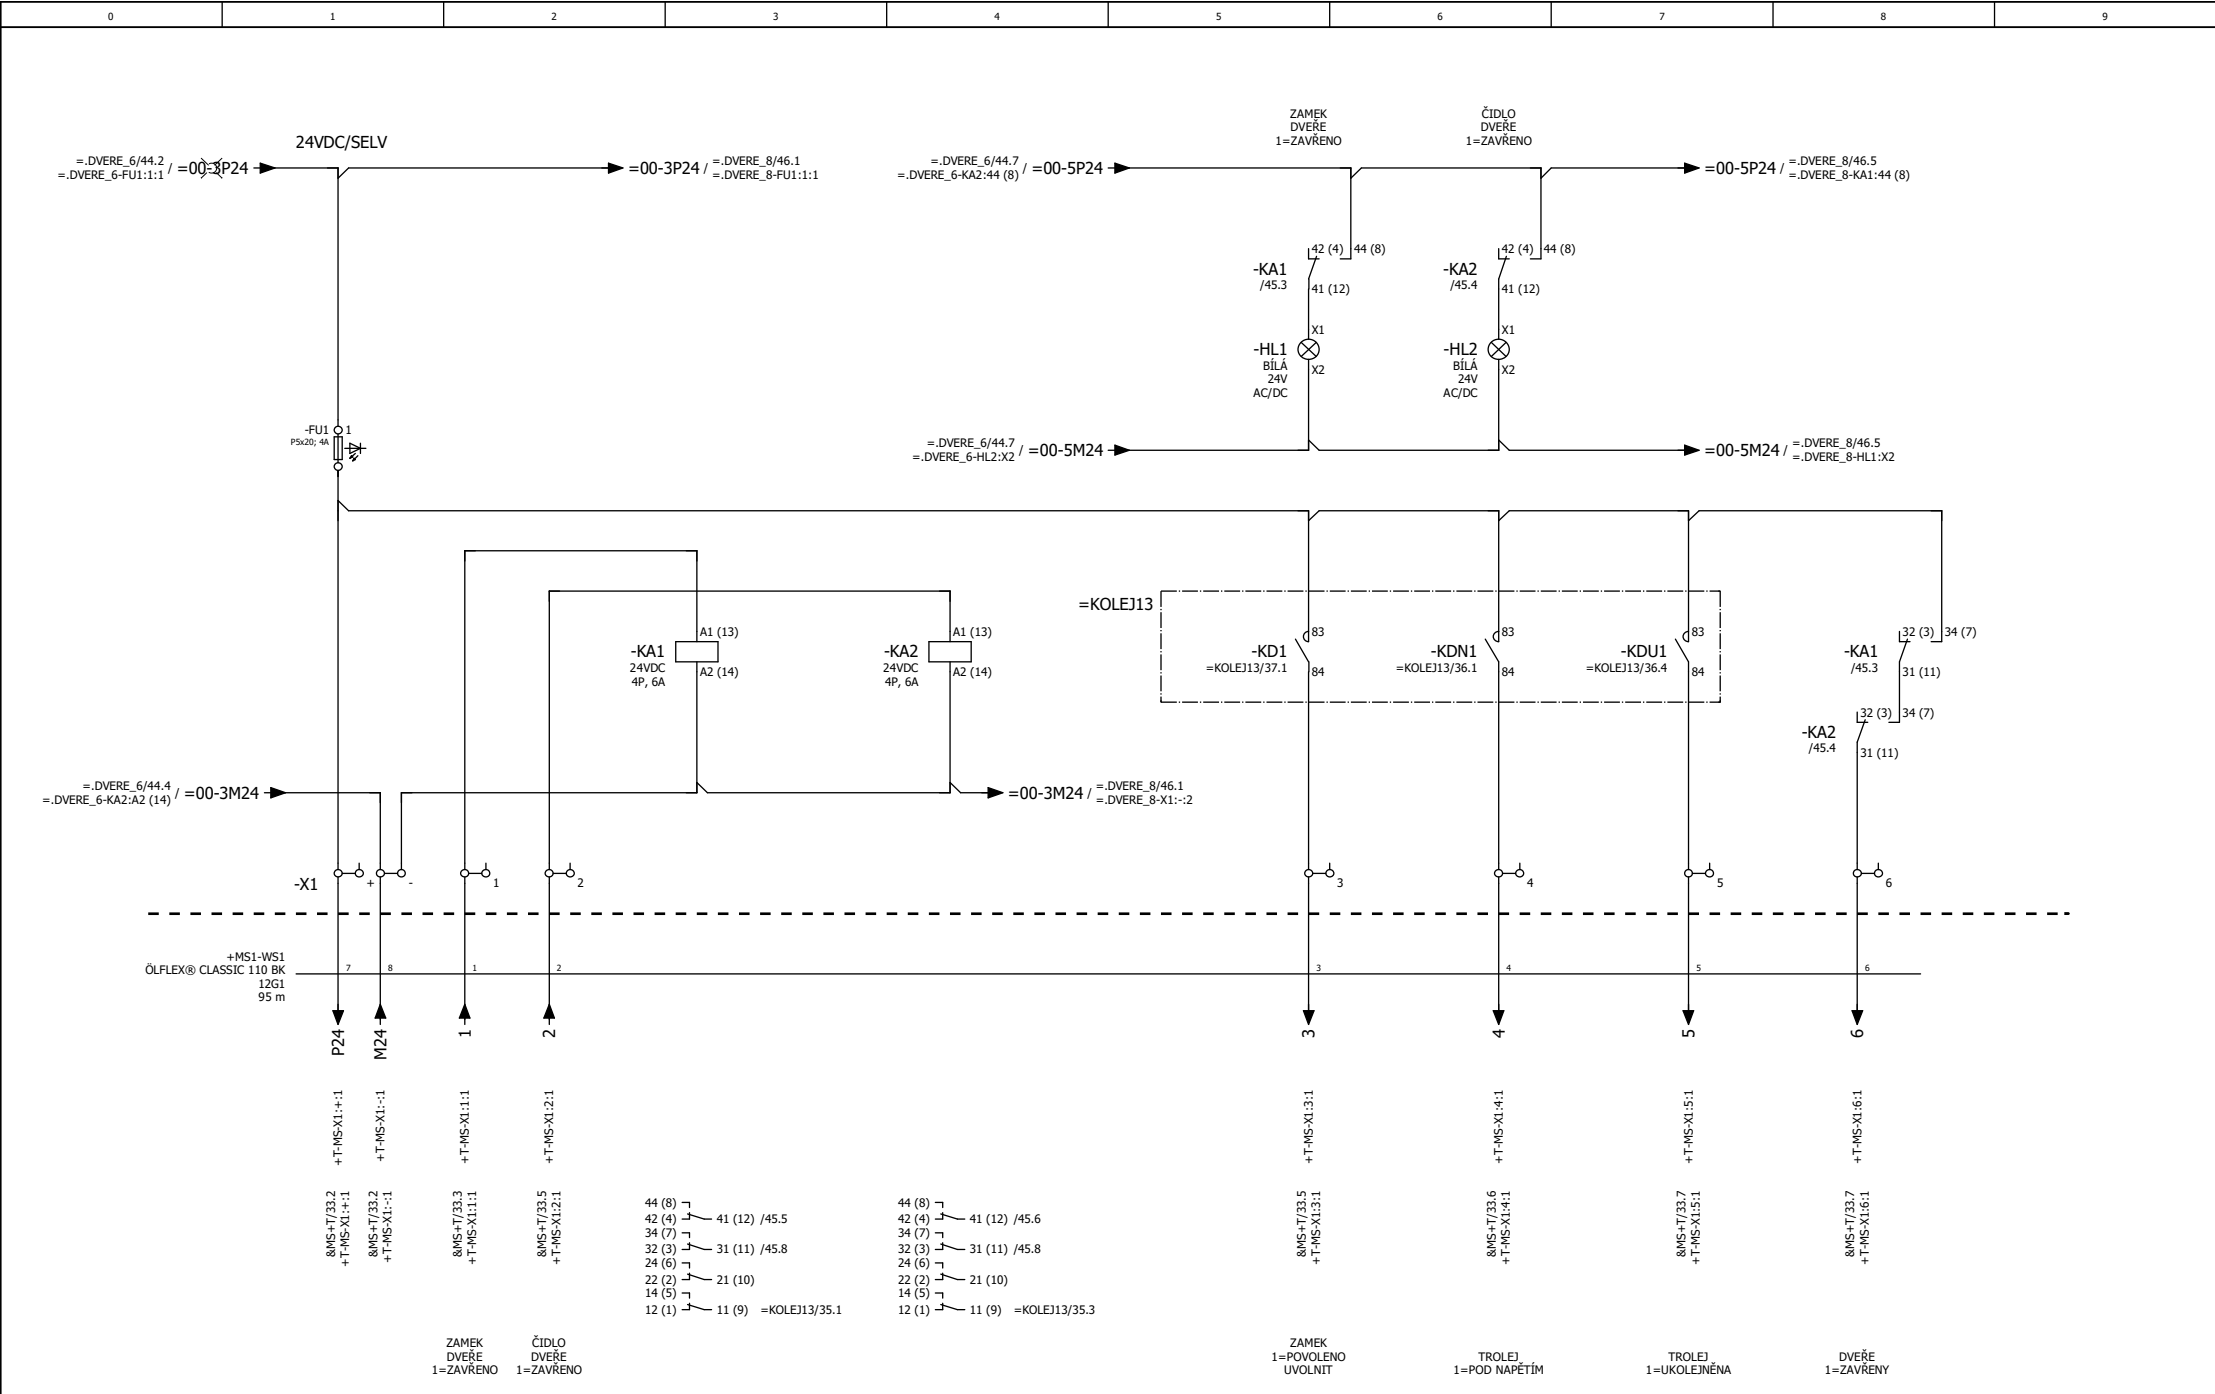 0 1 2 3 4 5 6 7 8 9
ZAMEK
DVEŘE
1=ZAVŘENO
ČIDLO
DVEŘE
1=ZAVŘENO
24VDC/SELV
=.DVERE_6/44.2
=.DVERE_6-FU1:1:1 / =00-3P24
=00-3P24 / =.DVERE_8/46.1
=.DVERE_8-FU1:1:1
=.DVERE_6/44.7
=.DVERE_6-KA2:44 (8) / =00-5P24
=00-5P24 / =.DVERE_8/46.5
=.DVERE_8-KA1:44 (8)
42 (4) 44 (8)
-KA1
/45.3
41 (12)
42 (4) 44 (8)
-KA2
/45.4
41 (12)
X1
-HL1
BÍLÁ
24V
AC/DC
X2
X1
-HL2
BÍLÁ
24V
AC/DC
X2
-FU1 1
P5x20; 4A
=.DVERE_6/44.7
=.DVERE_6-HL2:X2 / =00-5M24
=00-5M24 / =.DVERE_8/46.5
=.DVERE_8-HL1:X2
=KOLEJ13
A1 (13)
-KA1
24VDC
4P, 6A
A2 (14)
A1 (13)
-KA2
24VDC
4P, 6A
A2 (14)
83
-KD1
=KOLEJ13/37.1
84
83
-KDN1
=KOLEJ13/36.1
84
83
-KDU1
=KOLEJ13/36.4
84
32 (3) 34 (7)
-KA1
/45.3
31 (11)
32 (3) 34 (7)
-KA2
/45.4
31 (11)
=.DVERE_6/44.4
=.DVERE_6-KA2:A2 (14) / =00-3M24
=00-3M24 / =.DVERE_8/46.1
=.DVERE_8-X1:-:2
-X1 + - 1 2 3 4 5 6
+MS1-WS1
ÖLFLEX® CLASSIC 110 BK
12G1
95 m
7 8 1 2 3 4 5 6
P24 M24 1 2 3 4 5 6
+T-MS-X1:+:1
+T-MS-X1:-:1
+T-MS-X1:1:1
+T-MS-X1:2:1
+T-MS-X1:3:1
+T-MS-X1:4:1
+T-MS-X1:5:1
+T-MS-X1:6:1
&MS+T/33.2
+T-MS-X1:+:1
&MS+T/33.2
+T-MS-X1:-:1
&MS+T/33.3
+T-MS-X1:1:1
&MS+T/33.5
+T-MS-X1:2:1
44 (8)
42 (4) 41 (12) /45.5
34 (7)
32 (3) 31 (11) /45.8
24 (6)
22 (2) 21 (10)
14 (5)
12 (1) 11 (9) =KOLEJ13/35.1
44 (8)
42 (4) 41 (12) /45.6
34 (7)
32 (3) 31 (11) /45.8
24 (6)
22 (2) 21 (10)
14 (5)
12 (1) 11 (9) =KOLEJ13/35.3
&MS+T/33.5
+T-MS-X1:3:1
&MS+T/33.6
+T-MS-X1:4:1
&MS+T/33.7
+T-MS-X1:5:1
&MS+T/33.7
+T-MS-X1:6:1
ZAMEK
DVEŘE
1=ZAVŘENO
ČIDLO
DVEŘE
1=ZAVŘENO
ZAMEK
1=POVOLENO
UVOLNIT
TROLEJ
1=POD NAPĚTÍM
TROLEJ
1=UKOLEJNĚNA
DVEŘE
1=ZAVŘENY